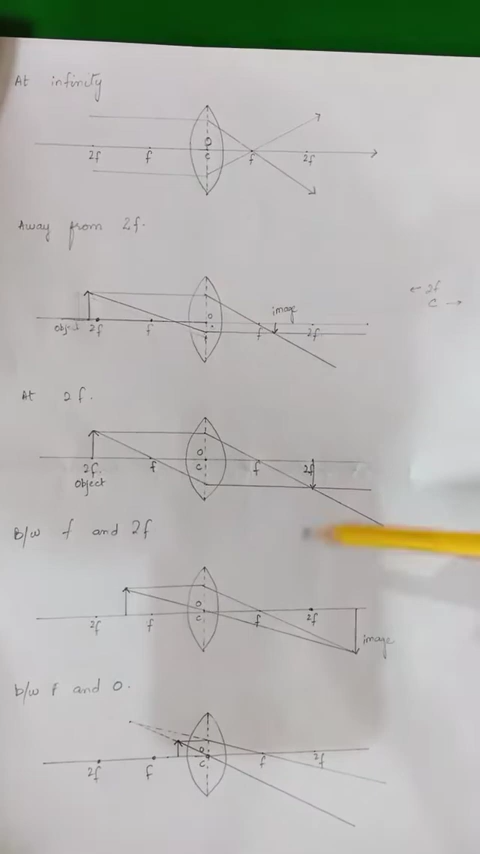 At infinity
2f f O C f 2f
Away from 2f.
← 2f
C →
image
object 2f f O f 2f
At 2f.
2f f O C f 2f
object
B/w f and 2f
2f f O C f 2f
image
b/w F and O.
2f f O C f 2f